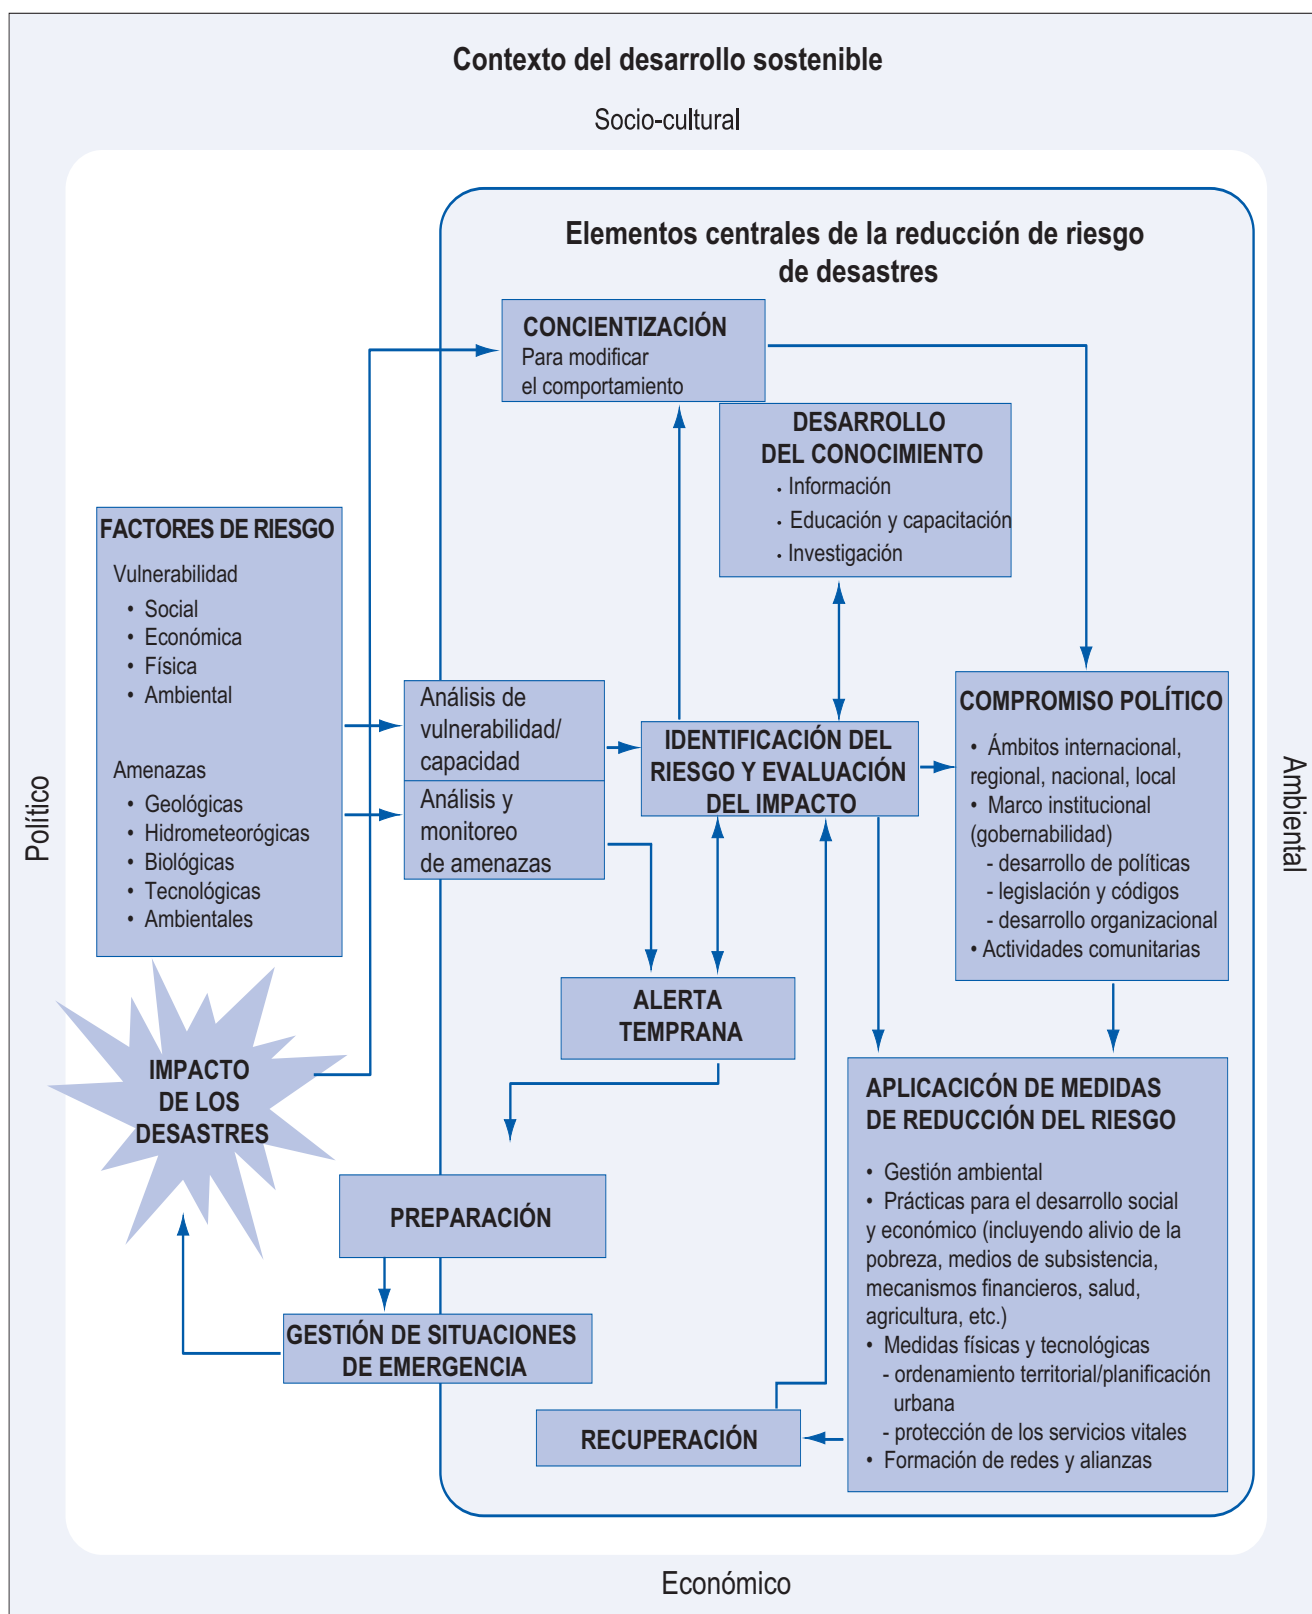 Contexto del desarrollo sostenible
Socio-cultural
Elementos centrales de la reducción de riesgo
de desastres
CONCIENTIZACIÓN
Para modificar
el comportamiento
DESARROLLO
DEL CONOCIMIENTO
• Información
• Educación y capacitación
• Investigación
FACTORES DE RIESGO
Vulnerabilidad
• Social
• Económica
• Física
• Ambiental
Amenazas
• Geológicas
• Hidrometeorógicas
• Biológicas
• Tecnológicas
• Ambientales
Análisis de
vulnerabilidad/
capacidad
Análisis y
monitoreo
de amenazas
IDENTIFICACIÓN DEL
RIESGO Y EVALUACIÓN
DEL IMPACTO
COMPROMISO POLÍTICO
• Ámbitos internacional,
regional, nacional, local
• Marco institucional
(gobernabilidad)
- desarrollo de políticas
- legislación y códigos
- desarrollo organizacional
• Actividades comunitarias
Político
Ambiental
ALERTA
TEMPRANA
IMPACTO
DE LOS
DESASTRES
APLICACICÓN DE MEDIDAS
DE REDUCCIÓN DEL RIESGO
• Gestión ambiental
• Prácticas para el desarrollo social
y económico (incluyendo alivio de la
pobreza, medios de subsistencia,
mecanismos financieros, salud,
agricultura, etc.)
• Medidas físicas y tecnológicas
- ordenamiento territorial/planificación
urbana
- protección de los servicios vitales
• Formación de redes y alianzas
PREPARACIÓN
GESTIÓN DE SITUACIONES
DE EMERGENCIA
RECUPERACIÓN
Económico